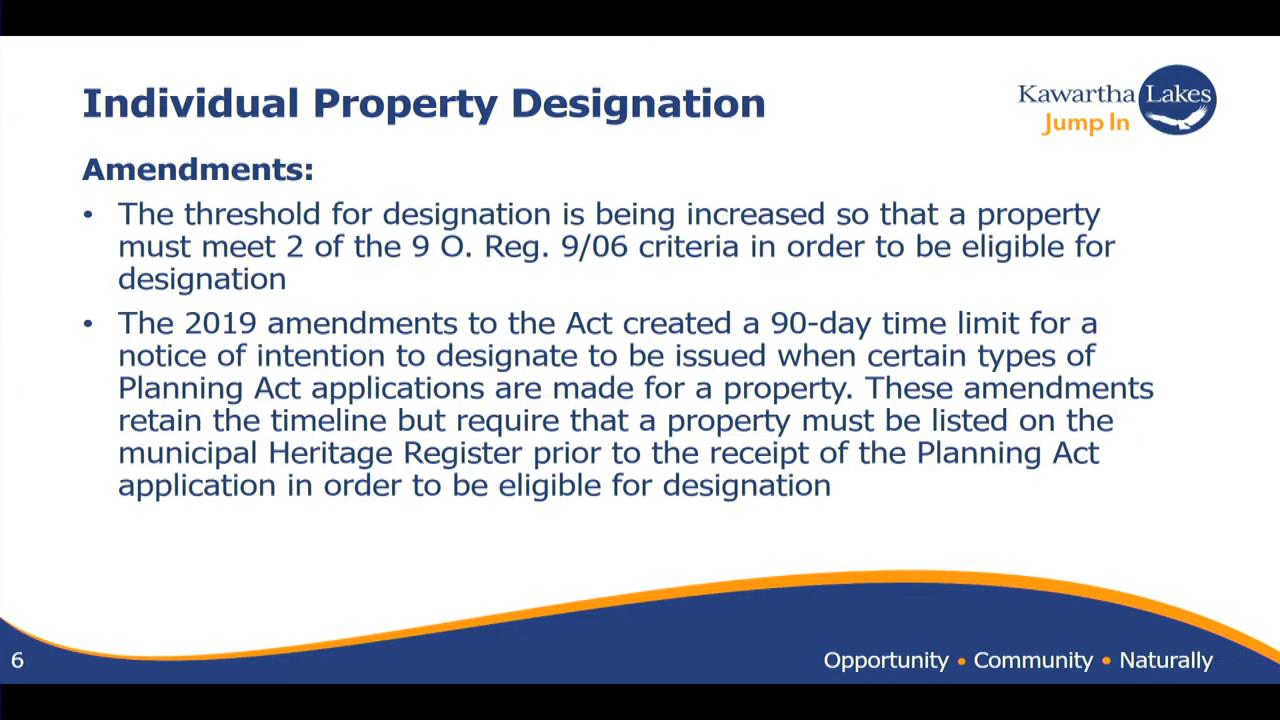 Individual Property Designation
Kawartha Lakes
Jump In
Amendments:
• The threshold for designation is being increased so that a property
must meet 2 of the 9 O. Reg. 9/06 criteria in order to be eligible for
designation
• The 2019 amendments to the Act created a 90-day time limit for a
notice of intention to designate to be issued when certain types of
Planning Act applications are made for a property. These amendments
retain the timeline but require that a property must be listed on the
municipal Heritage Register prior to the receipt of the Planning Act
application in order to be eligible for designation
6
Opportunity • Community • Naturally